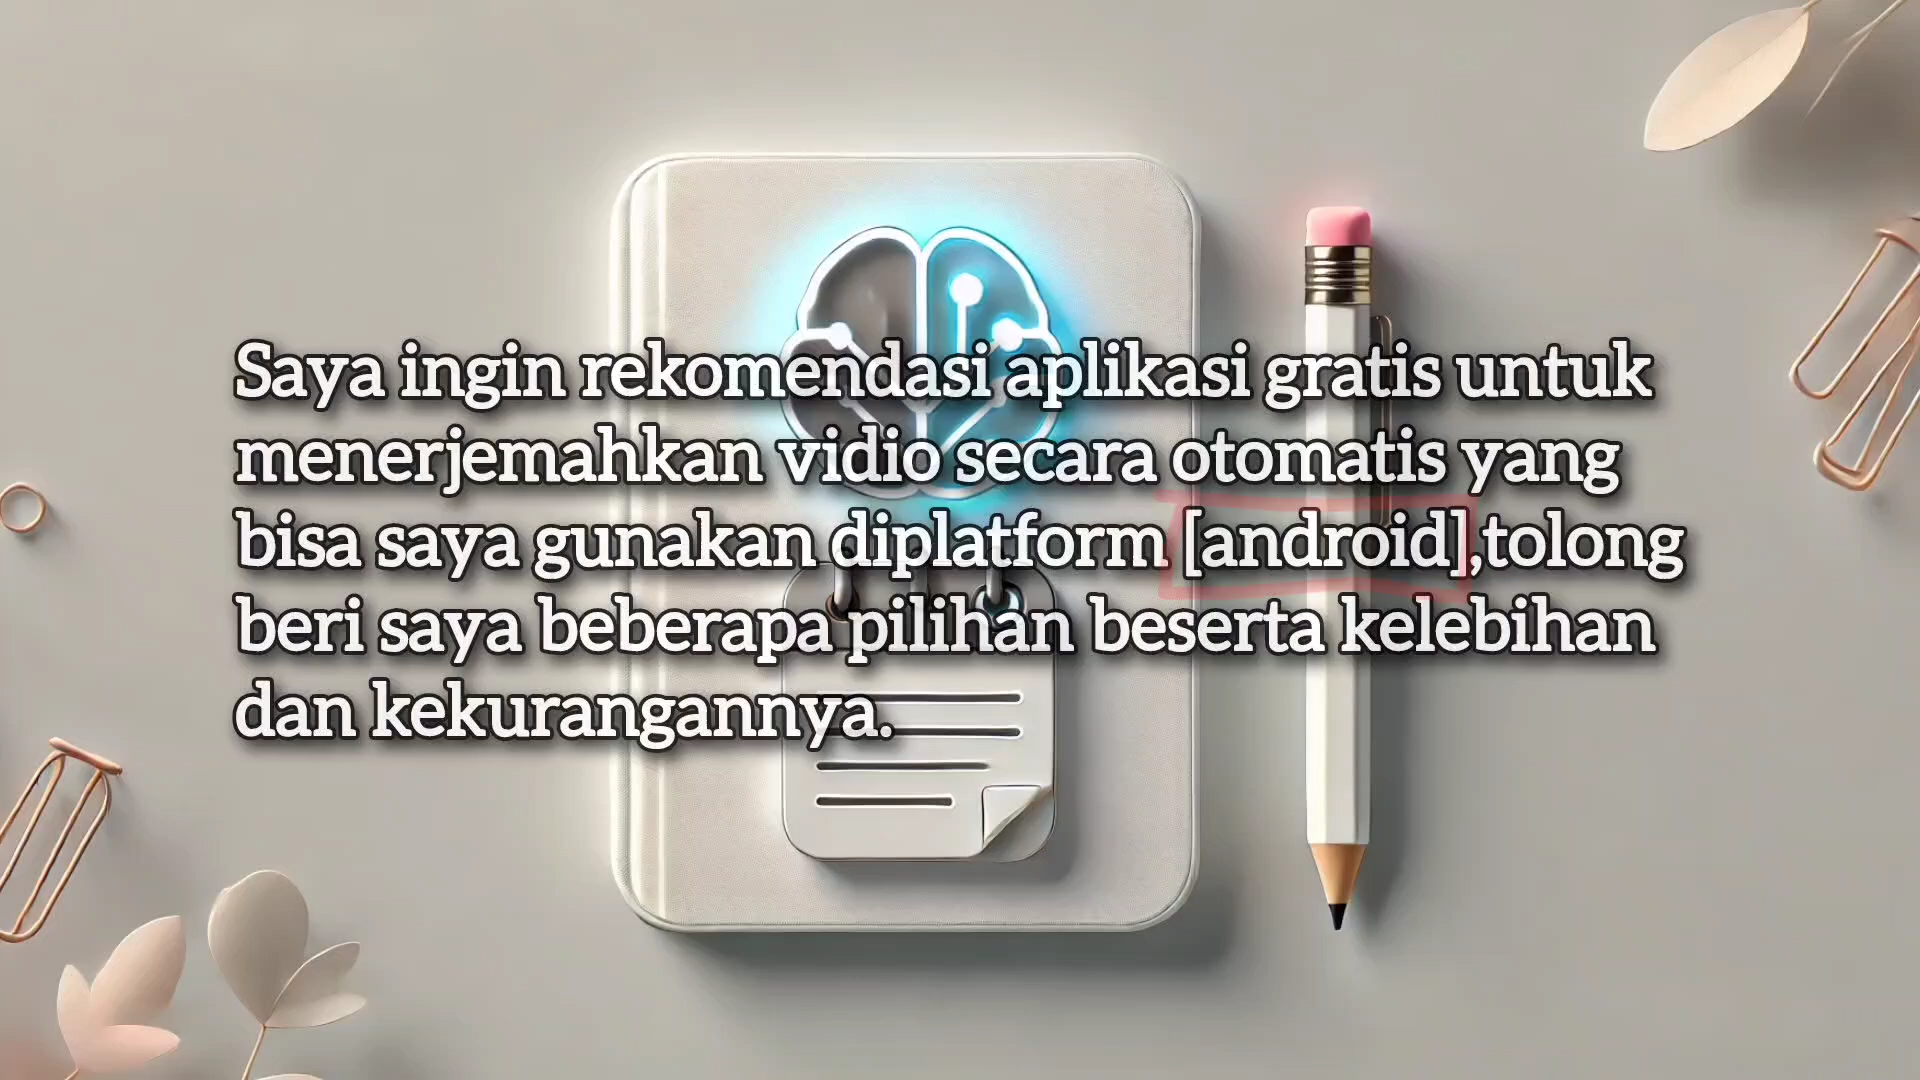 Saya ingin rekomendasi aplikasi gratis untuk
menerjemahkan vidio secara otomatis yang
bisa saya gunakan diplatform [android],tolong
beri saya beberapa pilihan beserta kelebihan
dan kekurangannya.